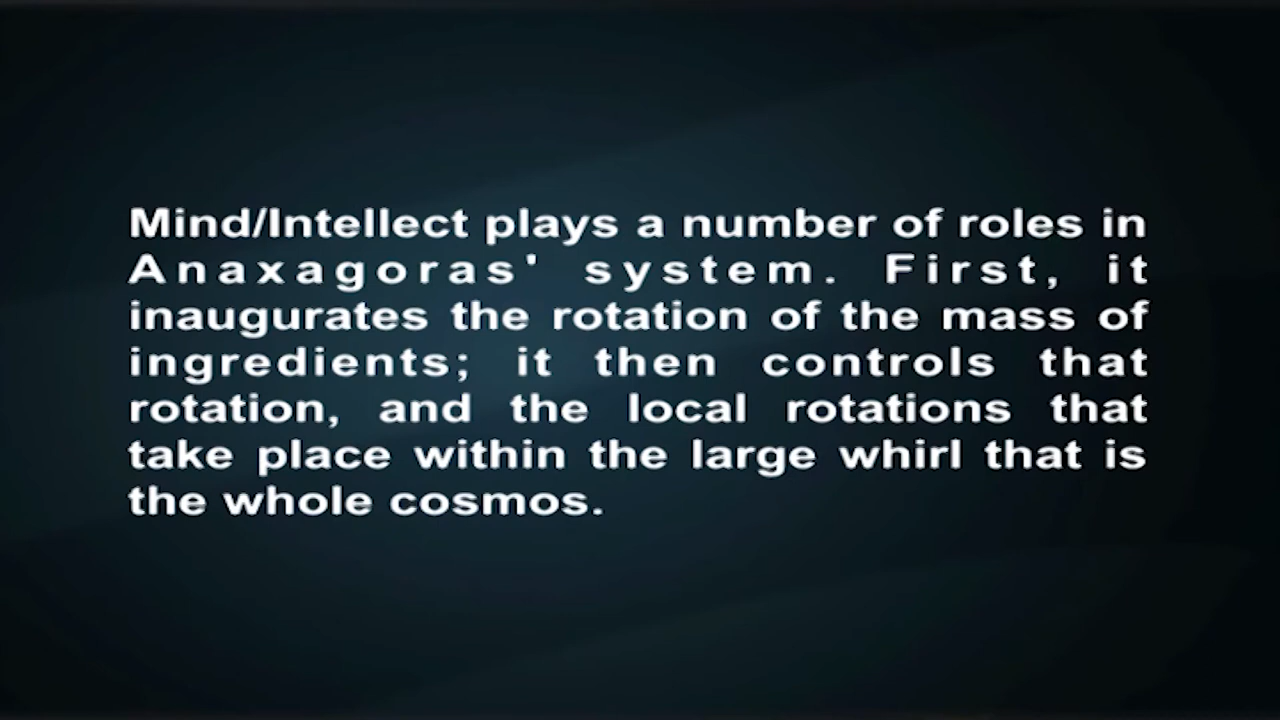 Mind/Intellect plays a number of roles in
Anaxagoras' system. First, it
inaugurates the rotation of the mass of
ingredients; it then controls that
rotation, and the local rotations that
take place within the large whirl that is
the whole cosmos.